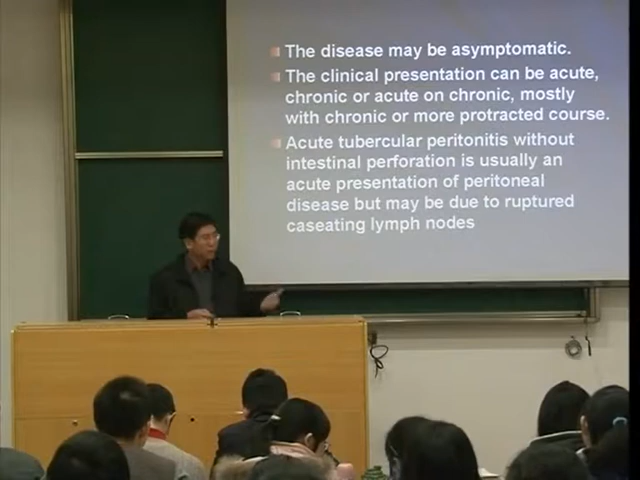 The disease may be asymptomatic.
The clinical presentation can be acute,
chronic or acute on chronic, mostly
with chronic or more protracted course.
Acute tubercular peritonitis without
intestinal perforation is usually an
acute presentation of peritoneal
disease but may be due to ruptured
caseating lymph nodes